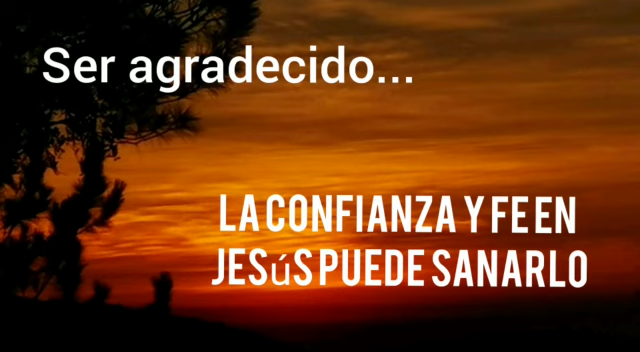 Ser agradecido...
LA CONFIANZA Y FE EN
JESúS PUEDE SANARLO